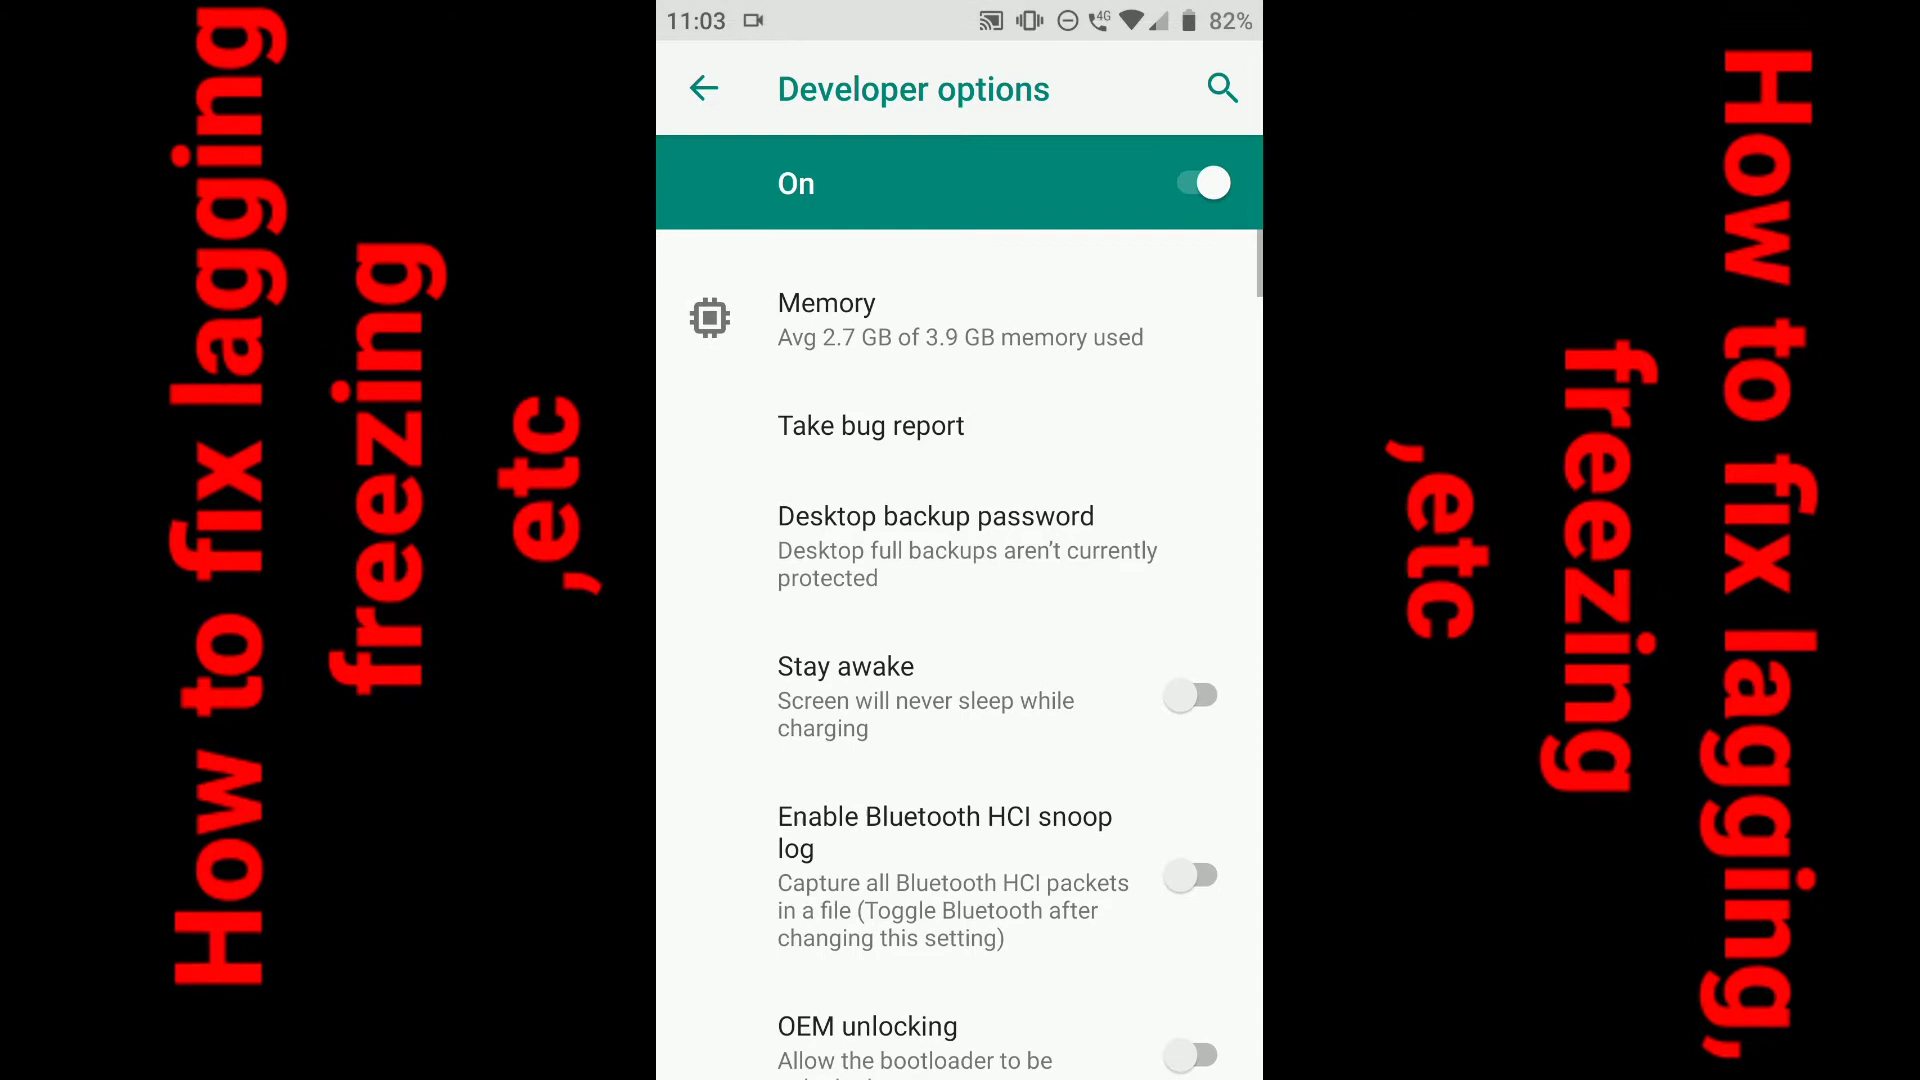 How to fix lagging
freezing
,etc
11:03
4G
82%
Developer options
On
Memory
Avg 2.7 GB of 3.9 GB memory used
Take bug report
Desktop backup password
Desktop full backups aren’t currently
protected
Stay awake
Screen will never sleep while
charging
Enable Bluetooth HCI snoop
log
Capture all Bluetooth HCI packets
in a file (Toggle Bluetooth after
changing this setting)
OEM unlocking
Allow the bootloader to be
How to fix lagging,
freezing
,etc